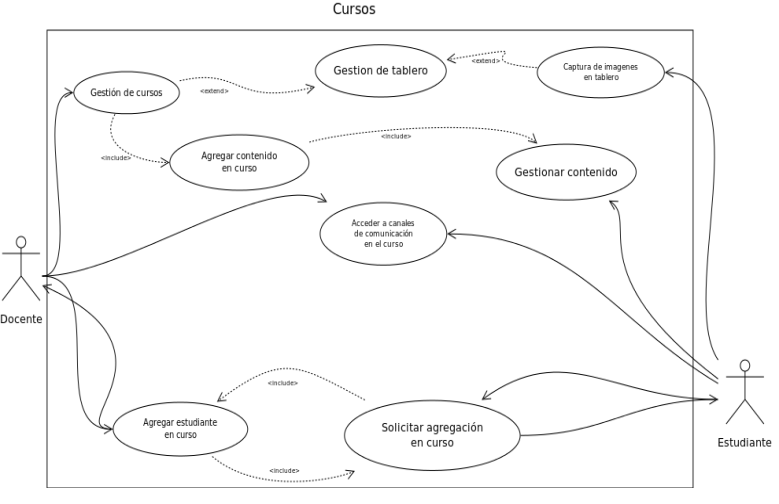 Cursos
Gestion de tablero
<extend>
Captura de imagenes
en tablero
Gestión de cursos
<extend>
<include>
Agregar contenido
en curso
<include>
Gestionar contenido
Acceder a canales
de comunicación
en el curso
Docente
<include>
Agregar estudiante
en curso
Solicitar agregación
en curso
Estudiante
<include>